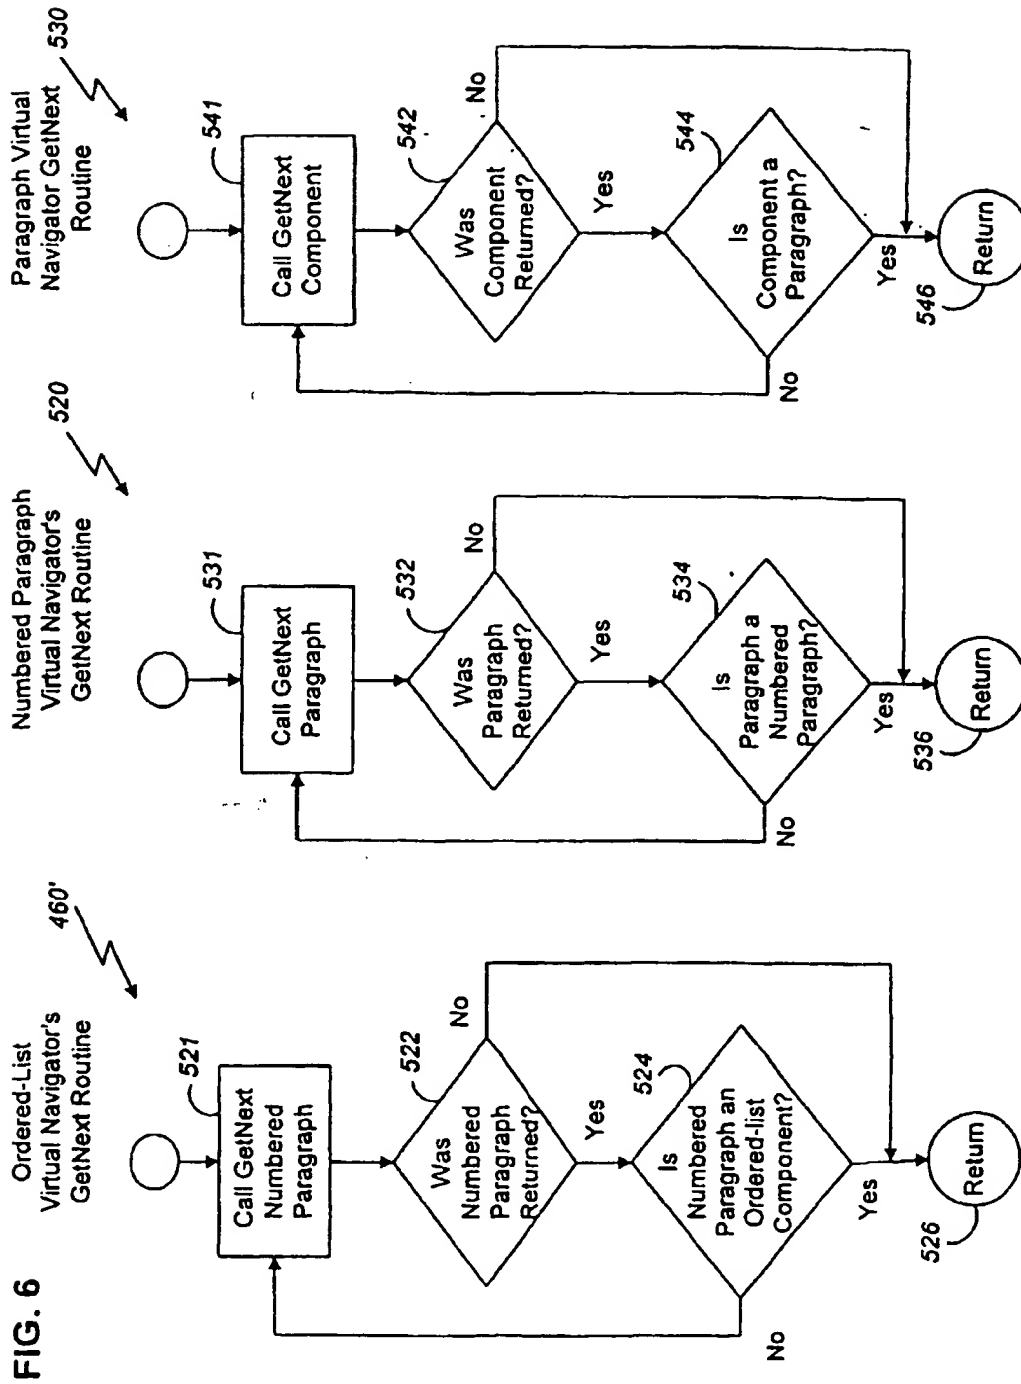 FIG. 6
Ordered-List
Virtual Navigator's
GetNext Routine
460'
521
Call GetNext
Numbered
Paragraph
522
Was
Numbered
Paragraph
Returned?
No
Yes
524
Is
Numbered
Paragraph an
Ordered-list
Component?
No
Yes
526
Return
Numbered Paragraph
Virtual Navigator's
GetNext Routine
520
531
Call GetNext
Paragraph
532
Was
Paragraph
Returned?
No
Yes
534
Is
Paragraph a
Numbered
Paragraph?
No
Yes
536
Return
Paragraph Virtual
Navigator GetNext
Routine
530
541
Call GetNext
Component
542
Was
Component
Returned?
No
Yes
544
Is
Component a
Paragraph?
No
Yes
546
Return